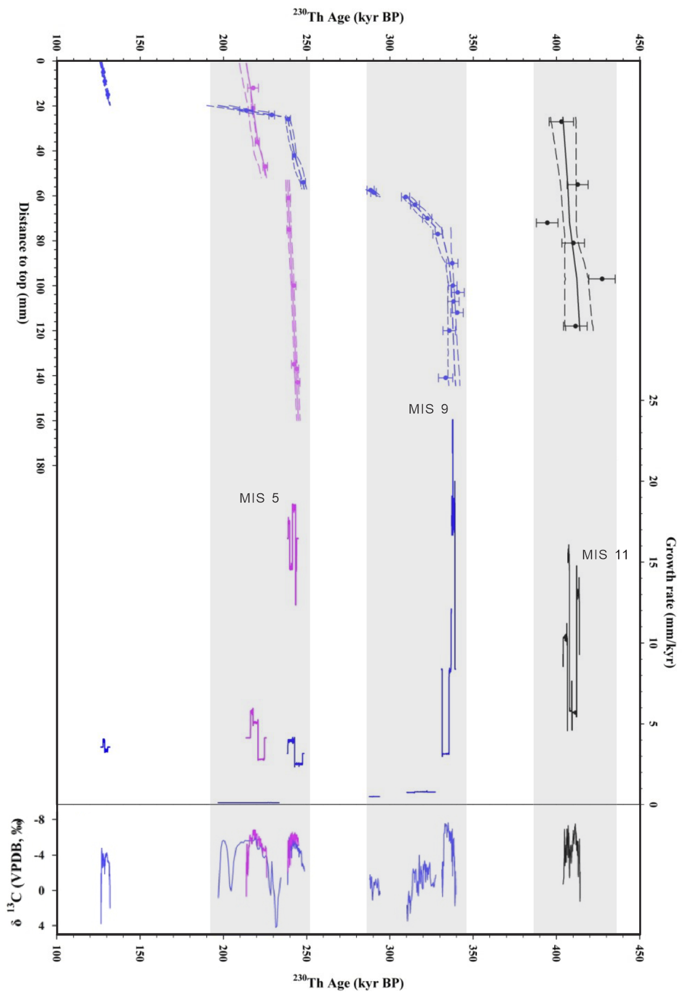 230Th Age (kyr BP)
100 150 200 250 300 350 400 450
0
20
40
60
80
100
120
140
160
180
Distance to top (mm)
25
20
15
10
5
0
Growth rate (mm/kyr)
MIS 9
MIS 5
MIS 11
-8
-4
0
4
δ 13C (VPDB, ‰)
100 150 200 250 300 350 400 450
230Th Age (kyr BP)